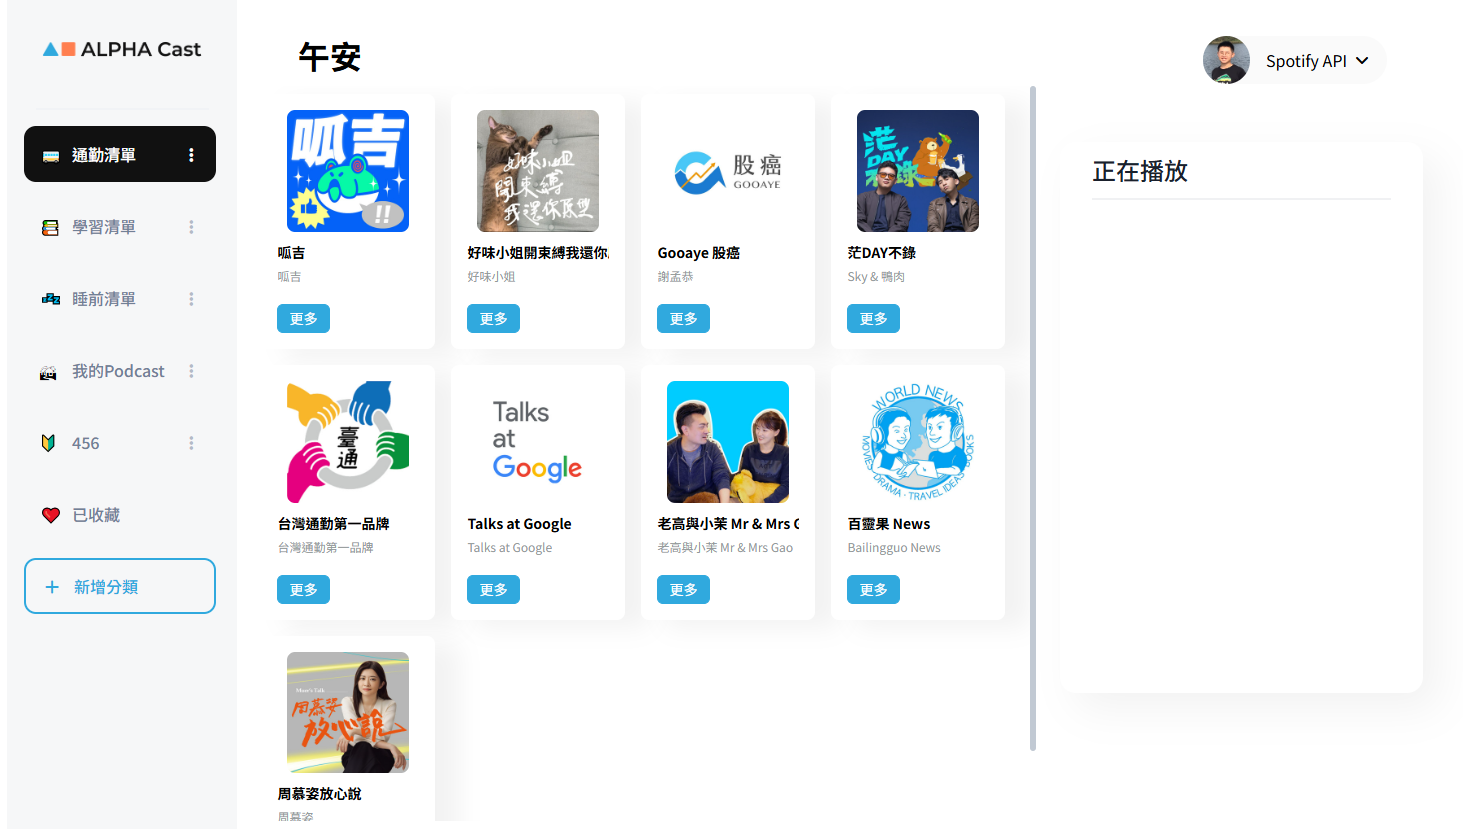 ALPHA Cast
午安
Spotify API
通勤清單
學習清單
睡前清單
我的Podcast
456
已收藏
新增分類
呱吉
!!
呱吉
呱吉
更多
好味小姐
開束縛
我還你原型
好味小姐開束縛我還你
好味小姐
更多
股癌
GOOAYE
Gooaye 股癌
謝孟恭
更多
茫
DAY
不錄
茫DAY不錄
Sky & 鴨肉
更多
臺
通
台灣通勤第一品牌
台灣通勤第一品牌
更多
Talks
at
Google
Talks at Google
Talks at Google
更多
老高與小茉 Mr & Mrs G
老高與小茉 Mr & Mrs Gao
更多
WORLD NEWS
MOVIES · DRAMA · TRAVEL IDEAS · BOOKS
百靈果 News
Bailingguo News
更多
Mooz's Talk
周慕姿
放心說
周慕姿放心說
周慕姿
正在播放